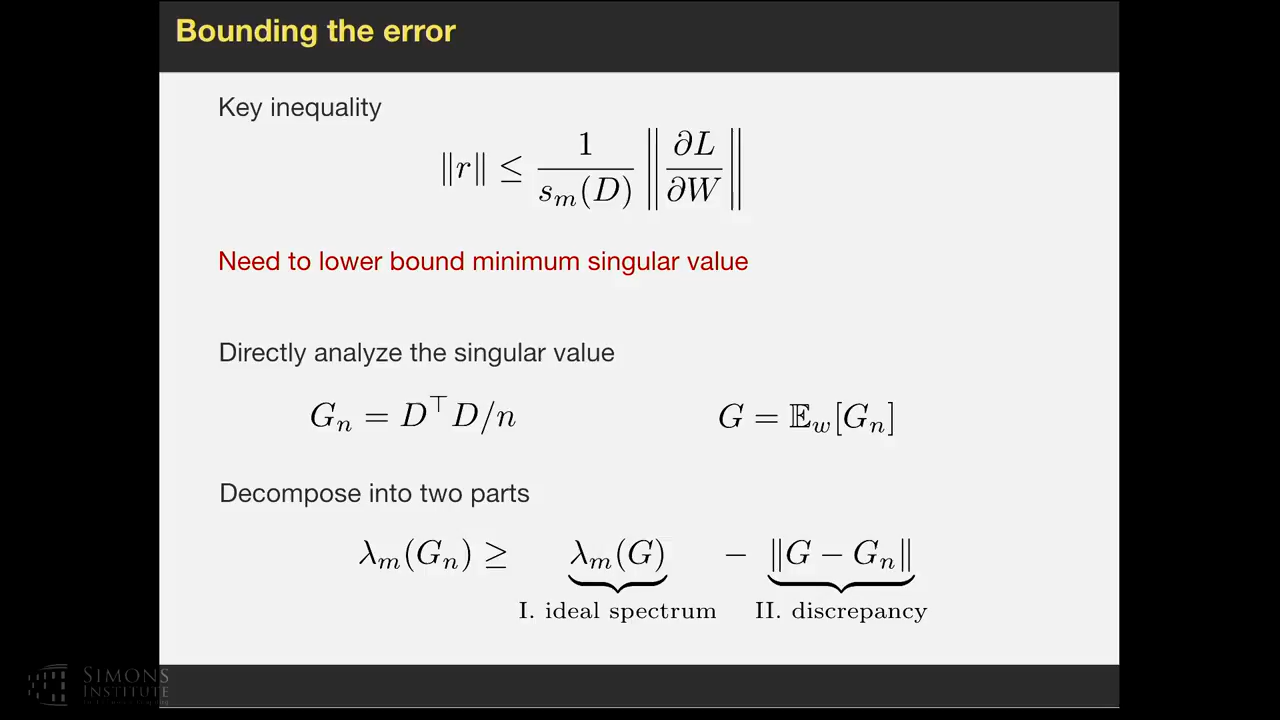 Bounding the error
Key inequality
‖r‖ ≤ 1/s_m(D) ‖∂L/∂W‖
Need to lower bound minimum singular value
Directly analyze the singular value
G_n = D^⊤D/n    G = 𝔼_w[G_n]
Decompose into two parts
λ_m(G_n) ≥ λ_m(G) − ‖G − G_n‖
I. ideal spectrum    II. discrepancy
SIMONS
INSTITUTE